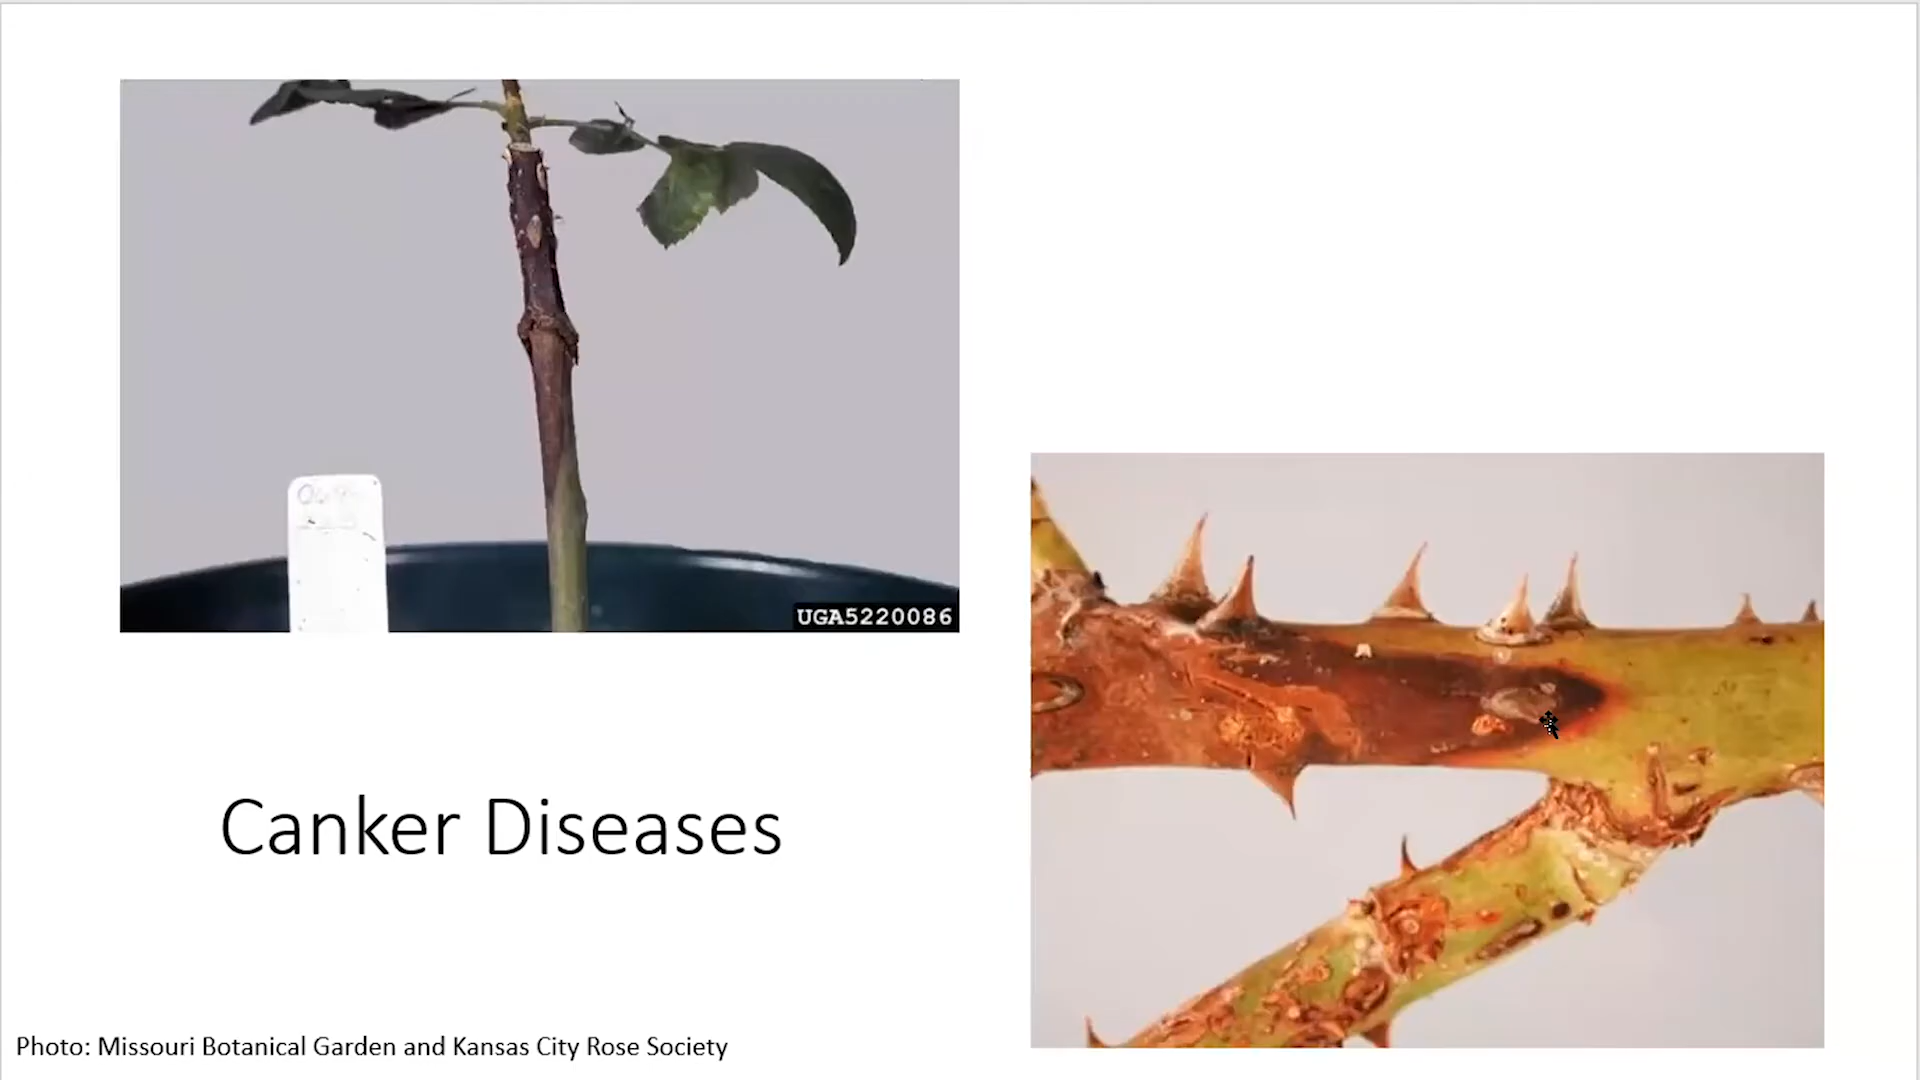 UGA5220086
Canker Diseases
Photo: Missouri Botanical Garden and Kansas City Rose Society